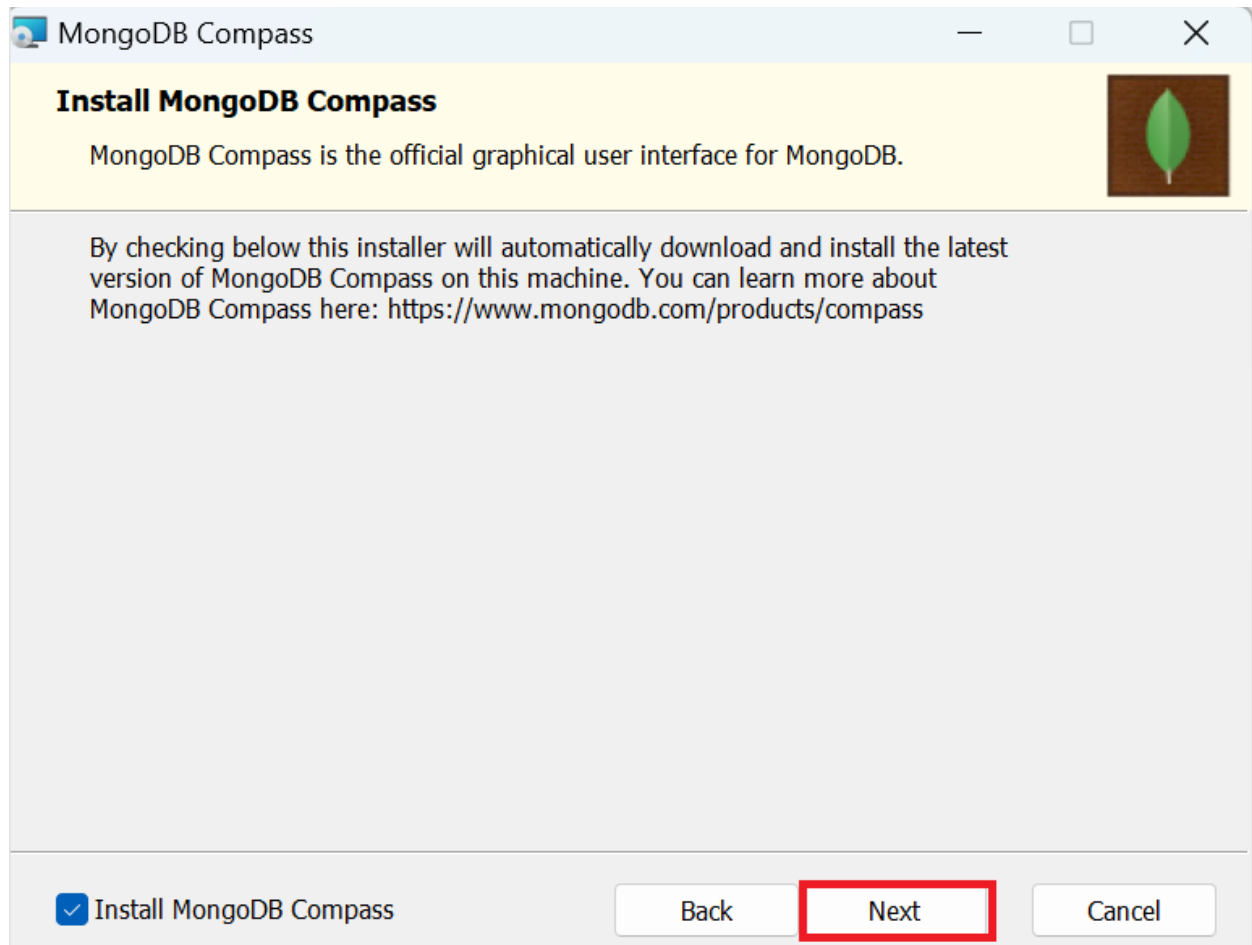 MongoDB Compass
Install MongoDB Compass
MongoDB Compass is the official graphical user interface for MongoDB.
By checking below this installer will automatically download and install the latest
version of MongoDB Compass on this machine. You can learn more about
MongoDB Compass here: https://www.mongodb.com/products/compass
Install MongoDB Compass
Back
Next
Cancel